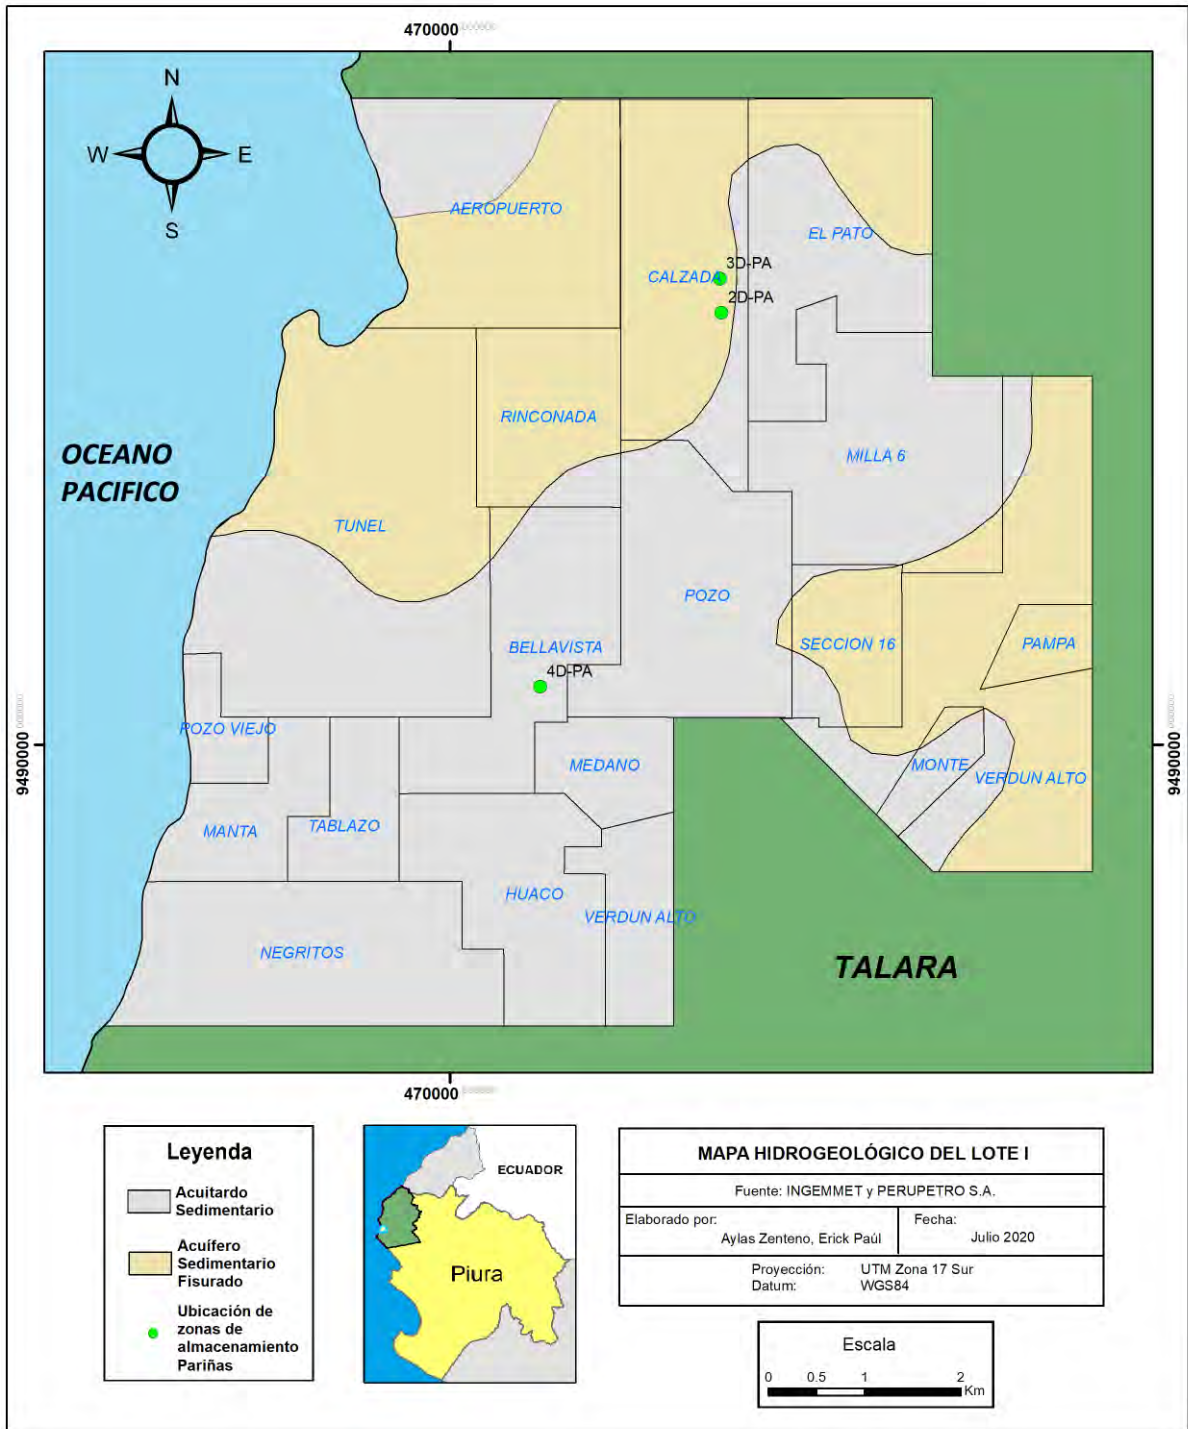 470000
N
W
E
S
AEROPUERTO
EL PATO
3D-PA
CALZADA
2D-PA
RINCONADA
OCEANO
PACIFICO
MILLA 6
TUNEL
POZO
BELLAVISTA
SECCION 16
PAMPA
4D-PA
POZO VIEJO
9490000
9490000
MEDANO
MONTE
VERDUN ALTO
MANTA
TABLAZO
HUACO
VERDUN ALTO
NEGRITOS
TALARA
470000
Leyenda
Acuitardo
Sedimentario
Acuífero
Sedimentario
Fisurado
Ubicación de
zonas de
almacenamiento
Pariñas
ECUADOR
Piura
MAPA HIDROGEOLÓGICO DEL LOTE I
Fuente: INGEMMET y PERUPETRO S.A.
Elaborado por:
Aylas Zenteno, Erick Paúl
Fecha:
Julio 2020
Proyección: UTM Zona 17 Sur
Datum: WGS84
Escala
0 0.5 1 2
Km